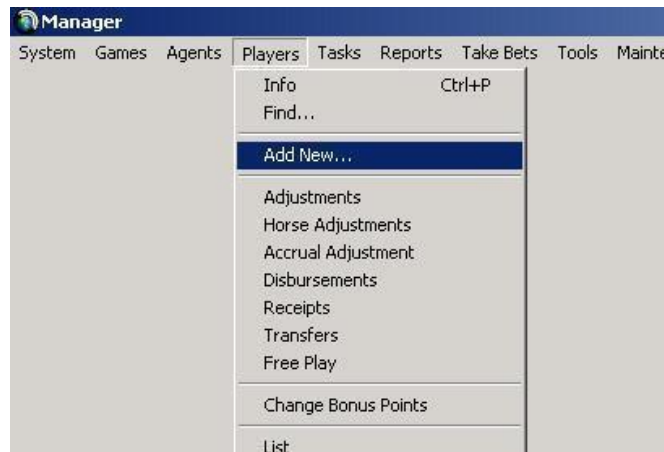 Manager
System Games Agents Players Tasks Reports Take Bets Tools
Info Ctrl+P
Find...
Add New...
Adjustments
Horse Adjustments
Accrual Adjustment
Disbursements
Receipts
Transfers
Free Play
Change Bonus Points
List